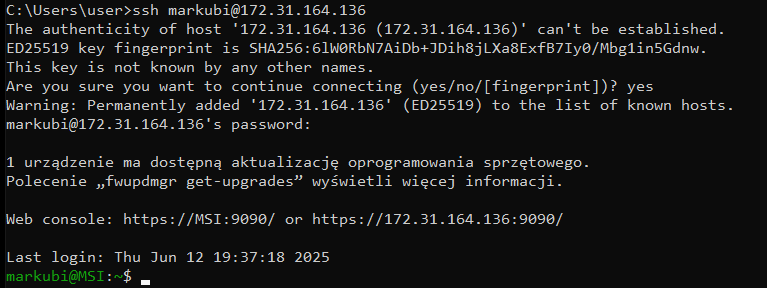 C:\Users\user>ssh markubi@172.31.164.136
The authenticity of host '172.31.164.136 (172.31.164.136)' can't be established.
ED25519 key fingerprint is SHA256:6lW0RbN7AiDb+JDih8jLXa8ExfB7Iy0/Mbg1in5Gdnw.
This key is not known by any other names.
Are you sure you want to continue connecting (yes/no/[fingerprint])? yes
Warning: Permanently added '172.31.164.136' (ED25519) to the list of known hosts.
markubi@172.31.164.136's password:
1 urządzenie ma dostępną aktualizację oprogramowania sprzętowego.
Polecenie „fwupdmgr get-upgrades” wyświetli więcej informacji.
Web console: https://MSI:9090/ or https://172.31.164.136:9090/
Last login: Thu Jun 12 19:37:18 2025
markubi@MSI:~$